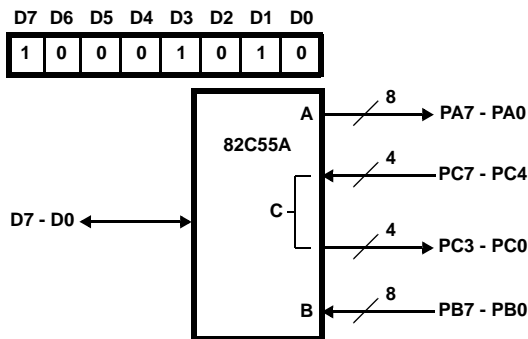 D7 D6 D5 D4 D3 D2 D1 D0
1 0 0 0 1 0 1 0
A
8
PA7 - PA0
82C55A
4
PC7 - PC4
C
D7 - D0
4
PC3 - PC0
B
8
PB7 - PB0